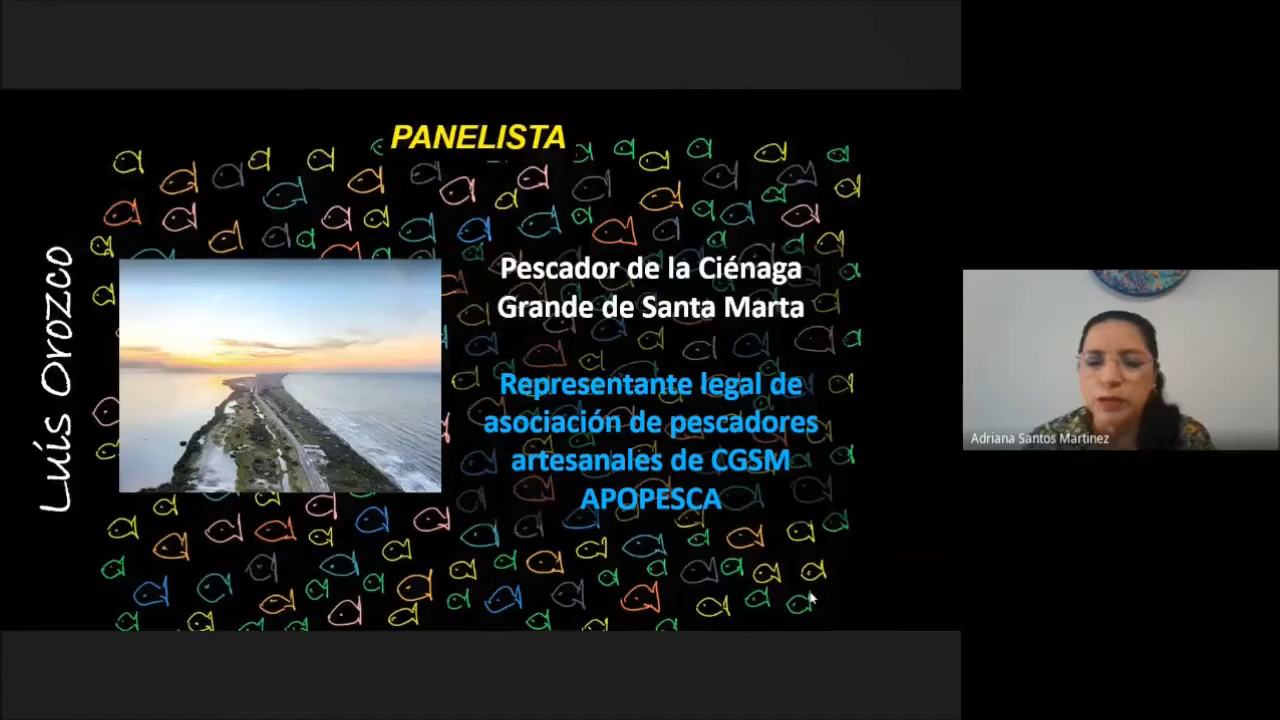 PANELISTA
Luís Orozco
Pescador de la Ciénaga
Grande de Santa Marta
Representante legal de
asociación de pescadores
artesanales de CGSM
APOPESCA
Adriana Santos Martinez